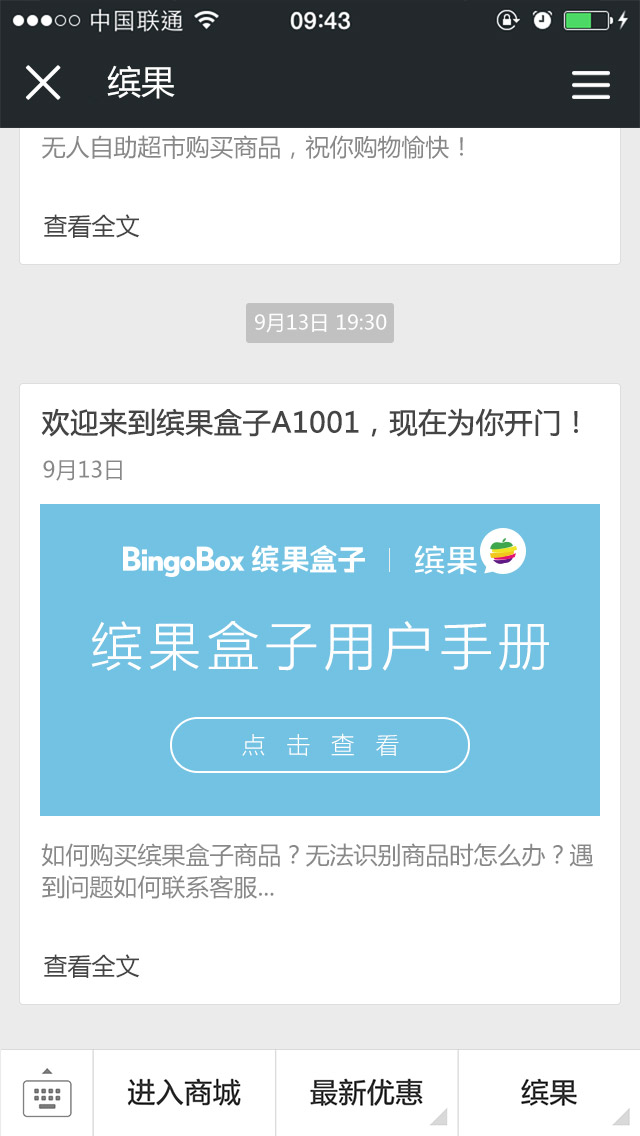 中国联通 09:43
缤果
无人自助超市购买商品，祝你购物愉快！
查看全文
9月13日 19:30
欢迎来到缤果盒子A1001，现在为你开门！
9月13日
BingoBox 缤果盒子 | 缤果
缤果盒子用户手册
点击查看
如何购买缤果盒子商品？无法识别商品时怎么办？遇
到问题如何联系客服...
查看全文
进入商城 最新优惠 缤果